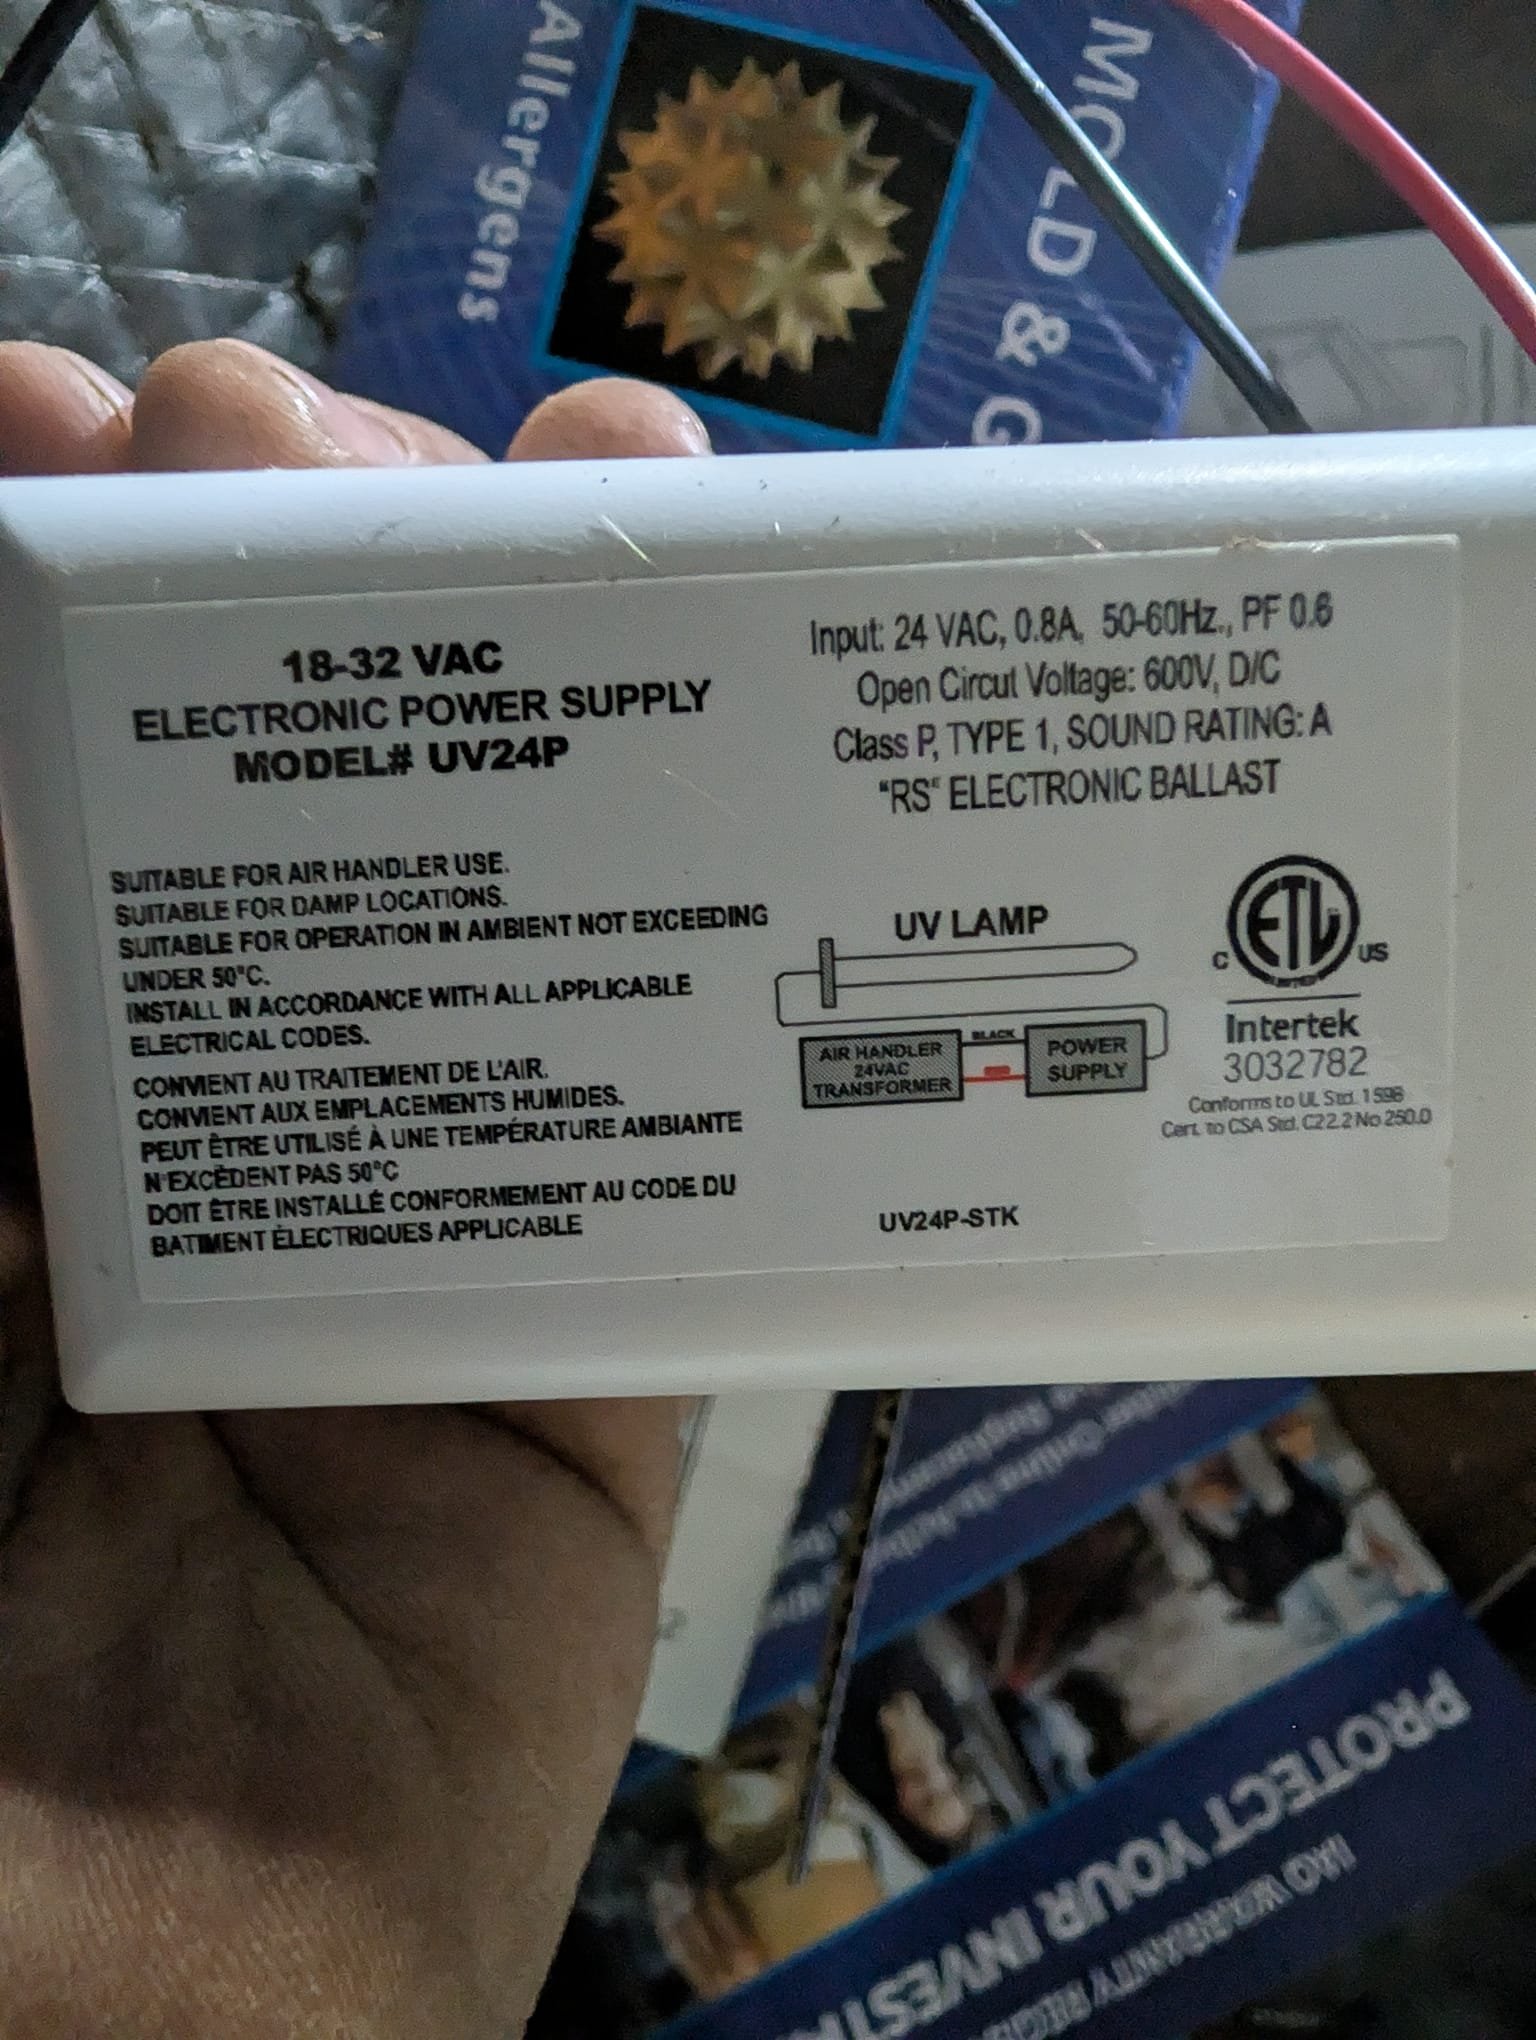 Allergens
MOLD & G
18-32 VAC
ELECTRONIC POWER SUPPLY
MODEL# UV24P
Input: 24 VAC, 0.8A, 50-60Hz., PF 0.6
Open Circut Voltage: 600V, D/C
Class P, TYPE 1, SOUND RATING: A
"RS" ELECTRONIC BALLAST
SUITABLE FOR AIR HANDLER USE.
SUITABLE FOR DAMP LOCATIONS.
SUITABLE FOR OPERATION IN AMBIENT NOT EXCEEDING
UNDER 50°C.
INSTALL IN ACCORDANCE WITH ALL APPLICABLE
ELECTRICAL CODES.
CONVIENT AU TRAITEMENT DE L'AIR.
CONVIENT AUX EMPLACEMENTS HUMIDES.
PEUT ÊTRE UTILISÉ À UNE TEMPÉRATURE AMBIANTE
N'EXCÈDENT PAS 50°C
DOIT ÊTRE INSTALLÉ CONFORMEMENT AU CODE DU
BATIMENT ÉLECTRIQUES APPLICABLE
UV LAMP
AIR HANDLER
24VAC
TRANSFORMER
BLACK
POWER
SUPPLY
C ETL US
Intertek
3032782
Conforms to UL Std. 1598
Cert. to CSA Std. C22.2 No 250.0
UV24P-STK
PROTECT YOUR INVEST
WARRANTY